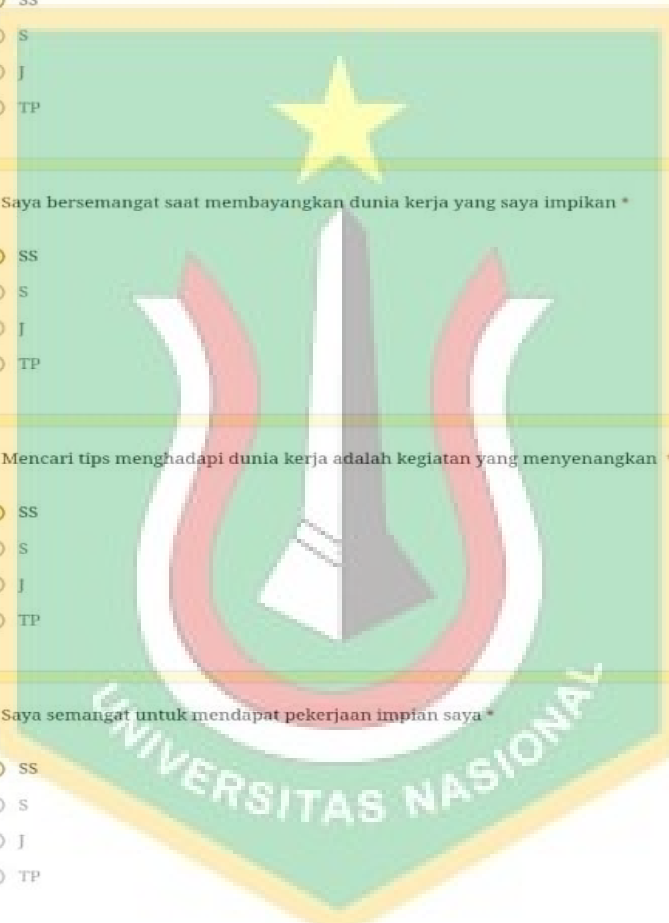 SS
S
J
TP
Saya bersemangat saat membayangkan dunia kerja yang saya impikan *
SS
S
J
TP
Mencari tips menghadapi dunia kerja adalah kegiatan yang menyenangkan *
SS
S
J
TP
Saya semangat untuk mendapat pekerjaan impian saya *
SS
S
J
TP
UNIVERSITAS NASIONAL